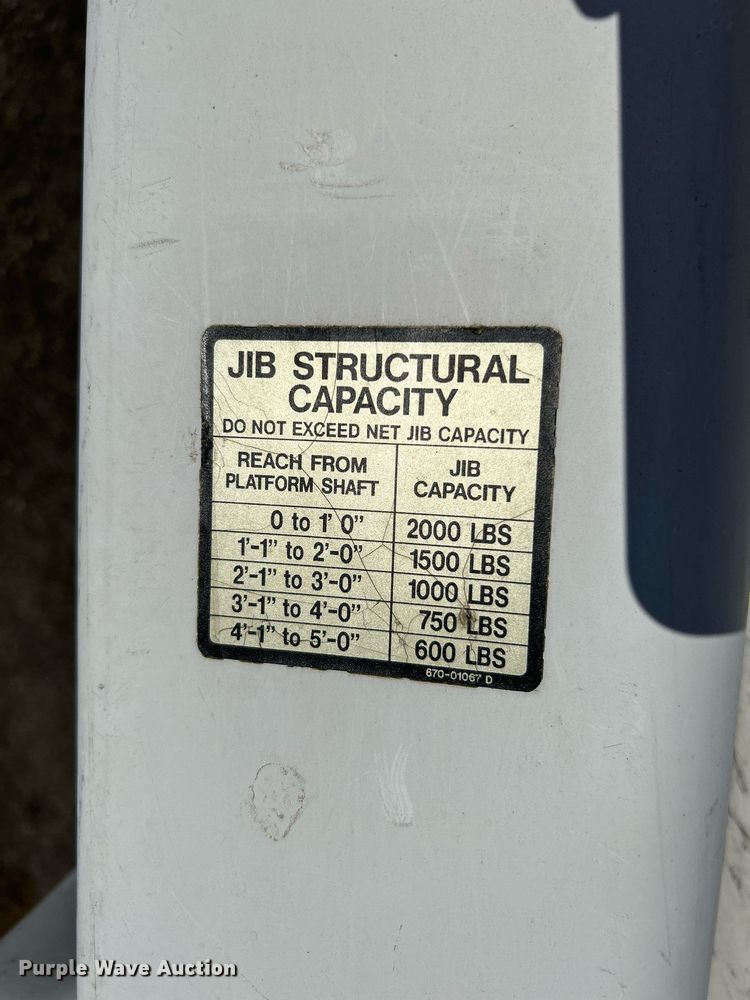 JIB STRUCTURAL
CAPACITY
DO NOT EXCEED NET JIB CAPACITY
REACH FROM
PLATFORM SHAFT
JIB
CAPACITY
0 to 1' 0" 2000 LBS
1'-1" to 2'-0" 1500 LBS
2'-1" to 3'-0" 1000 LBS
3'-1" to 4'-0" 750 LBS
4'-1" to 5'-0" 600 LBS
670-01067 D
Purple Wave Auction